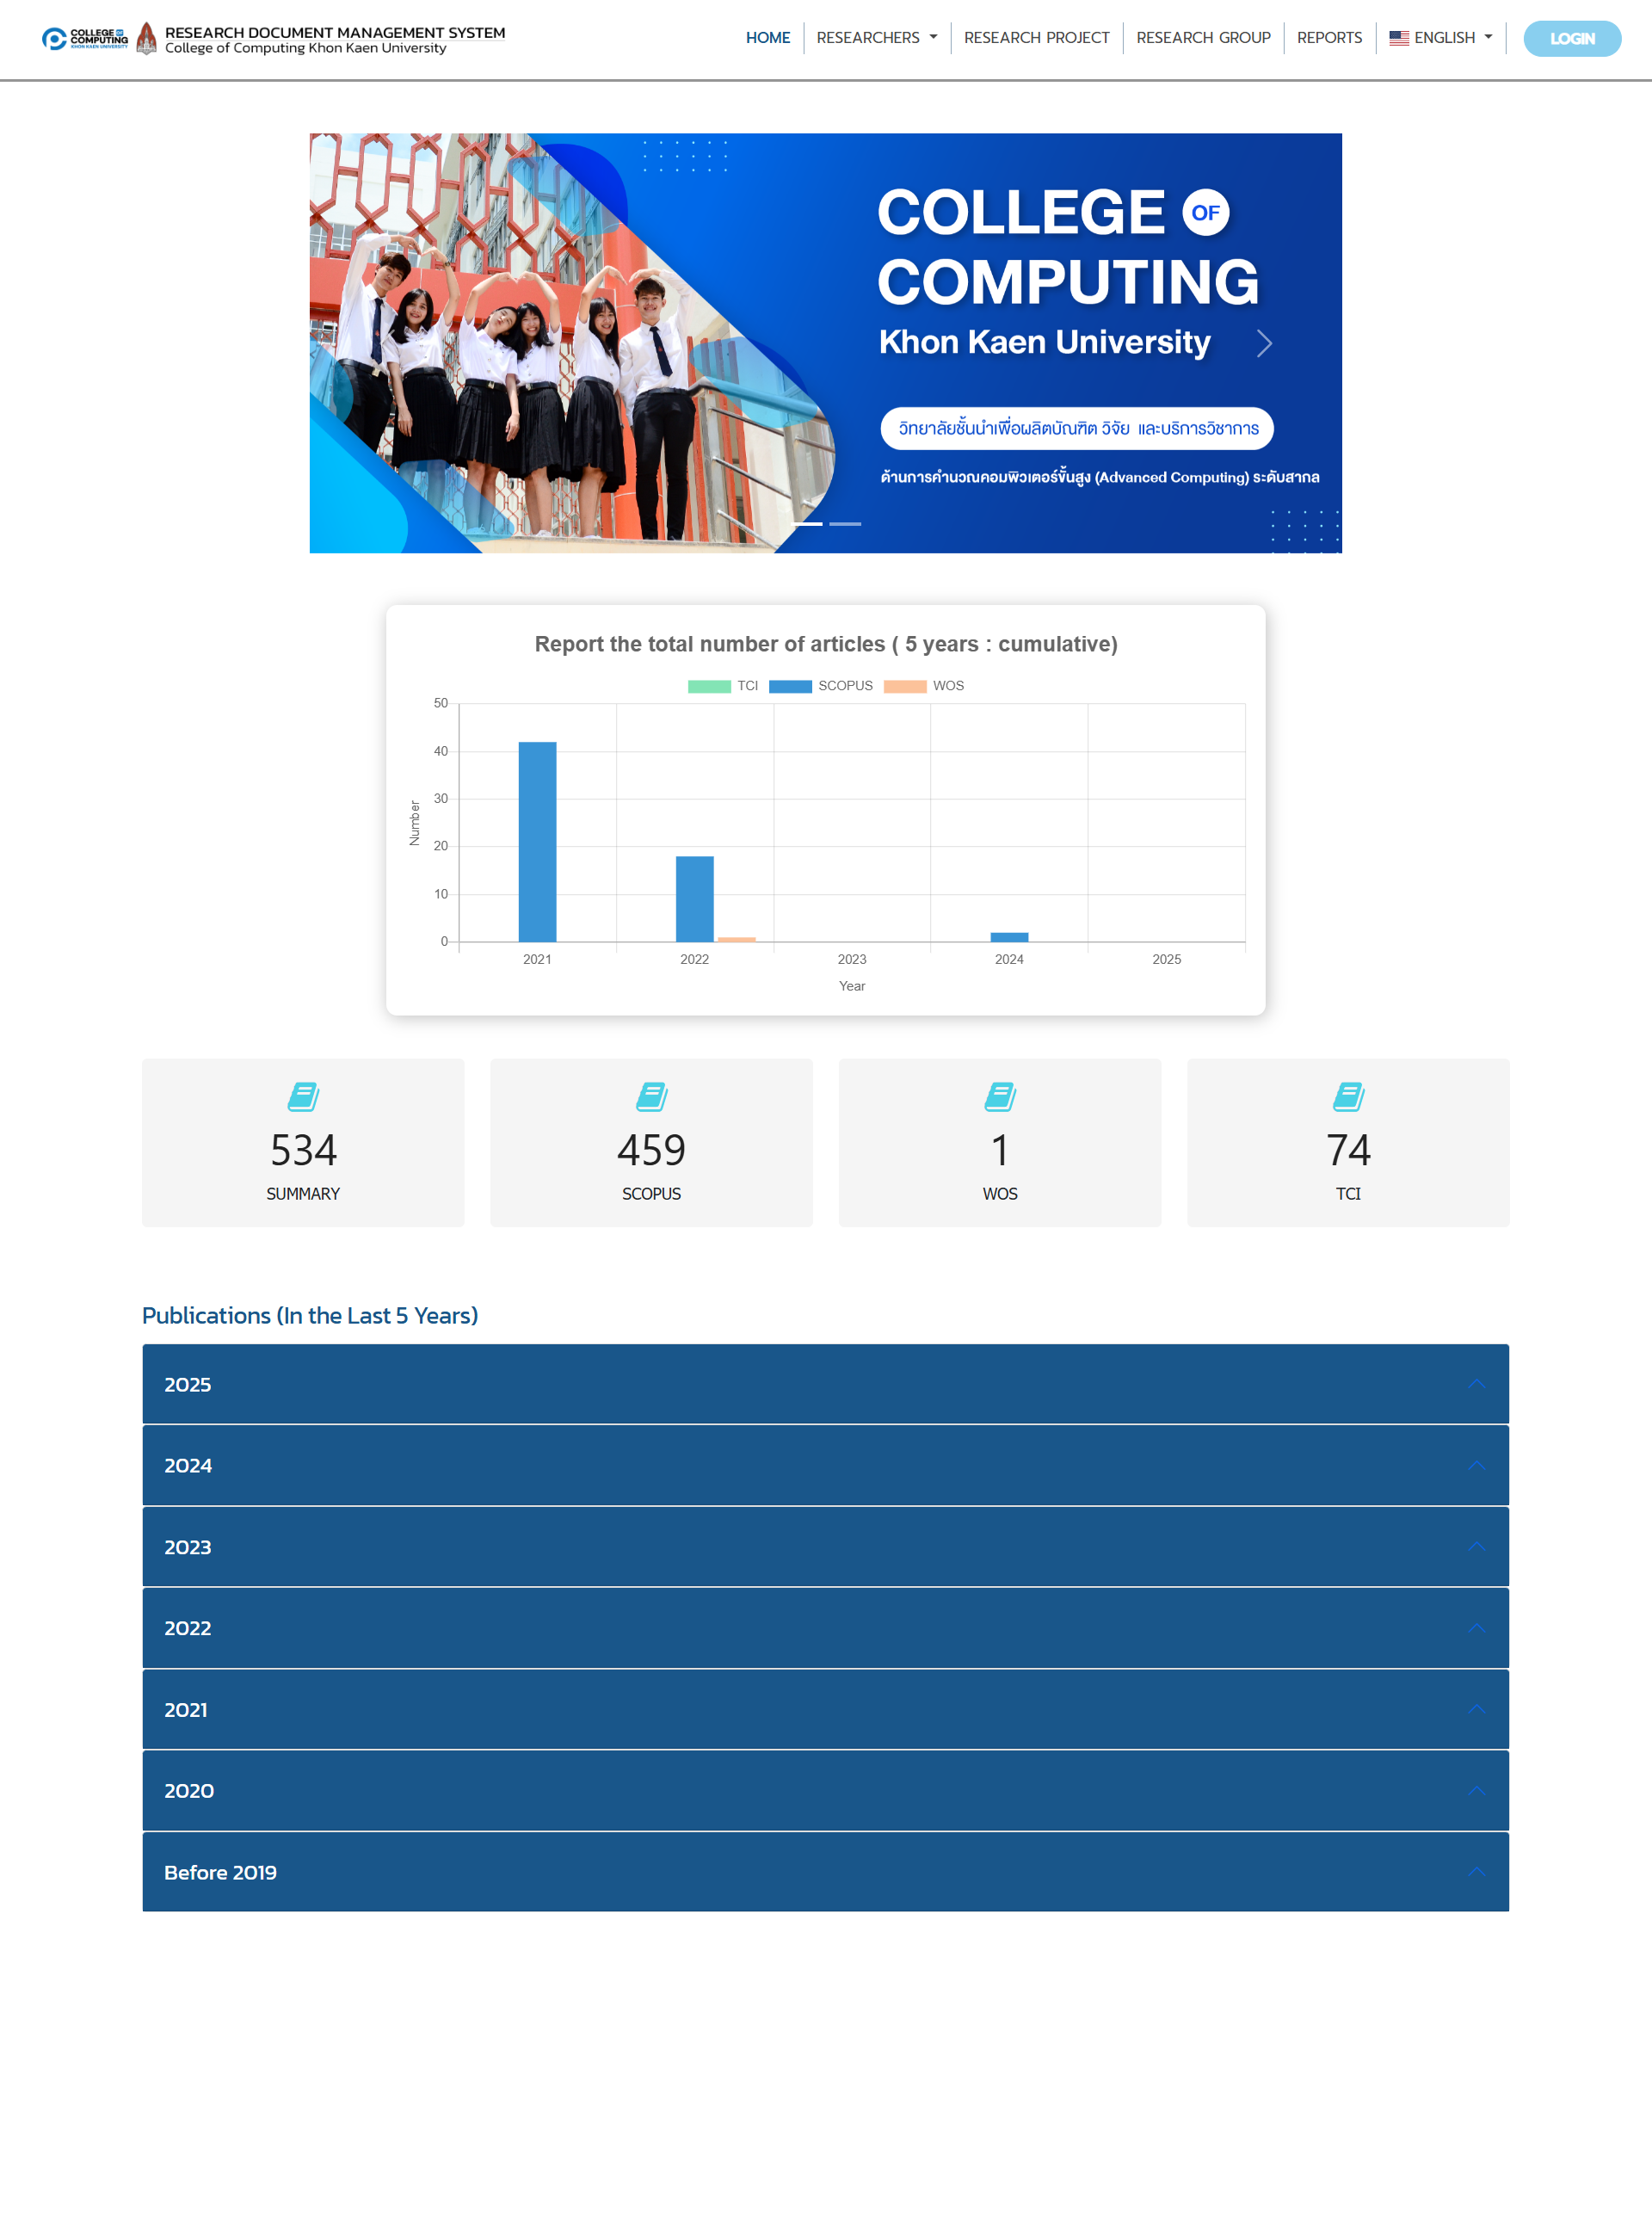 COLLEGE OF
COMPUTING
KHON KAEN UNIVERSITY
RESEARCH DOCUMENT MANAGEMENT SYSTEM
College of Computing Khon Kaen University
HOME
RESEARCHERS
RESEARCH PROJECT
RESEARCH GROUP
REPORTS
ENGLISH
LOGIN
COLLEGE OF
COMPUTING
Khon Kaen University
วิทยาลัยชั้นนำเพื่อผลิตบัณฑิต วิจัย และบริการวิชาการ
ด้านการคำนวณคอมพิวเตอร์ขั้นสูง (Advanced Computing) ระดับสากล
Report the total number of articles ( 5 years : cumulative)
TCI SCOPUS WOS
50
40
30
20
10
0
Number
2021 2022 2023 2024 2025
Year
534
SUMMARY
459
SCOPUS
1
WOS
74
TCI
Publications (In the Last 5 Years)
2025
2024
2023
2022
2021
2020
Before 2019